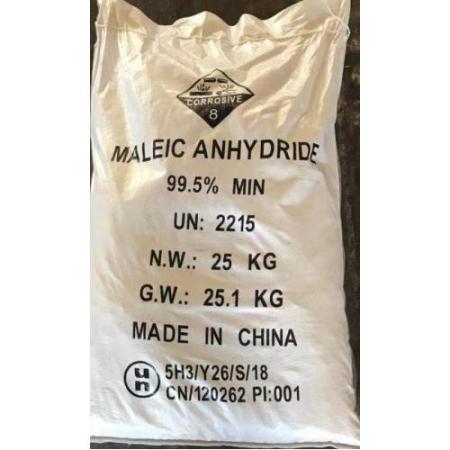 CORROSIVE
8
MALEIC ANHYDRIDE
99.5% MIN
UN: 2215
N.W.: 25 KG
G.W.: 25.1 KG
MADE IN CHINA
un 5H3/Y26/S/18
CN/120262 PI:001